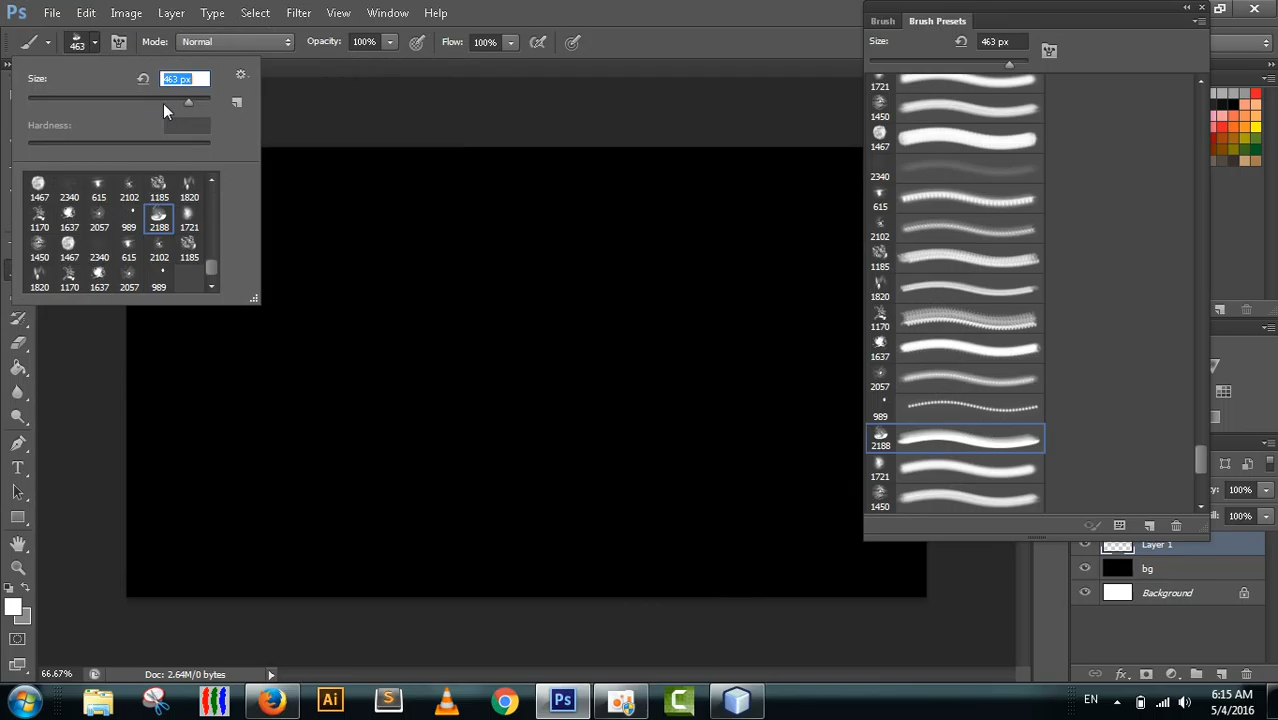 Ps File Edit Image Layer Type Select Filter 3D View Window Help
463 Mode: Normal Opacity: 100% Flow: 100%
Size: 463 px
Hardness:
1467 2340 615 2102 1185 1820
1170 1637 2057 989 2188 1721
1450 1467 2340 615 2102 1185
1820 1170 1637 2057 989
Brush Brush Presets
Size: 463 px
1721
1450
1467
2340
615
2102
1185
1820
1170
1637
2057
989
2188
1721
1450
100%
100%
Layer 1
bg
Background
66.67% Doc: 2.64M/0 bytes
Ai S Ps EN 6:15 AM
5/4/2016